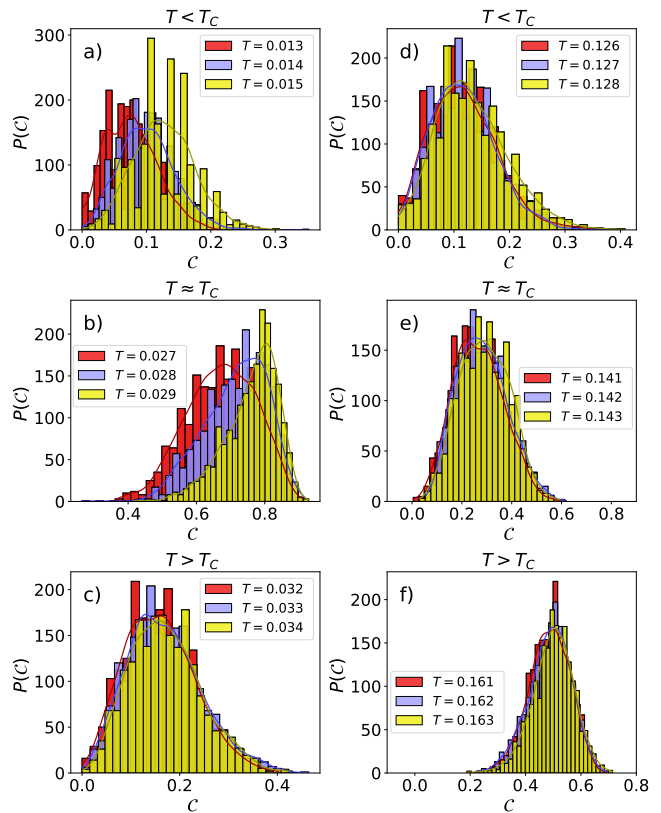 T < T_C
a)
T = 0.013
T = 0.014
T = 0.015
P(𝒞)
300
200
100
0
0.0 0.1 0.2 0.3
𝒞
T < T_C
d)
T = 0.126
T = 0.127
T = 0.128
P(𝒞)
200
150
100
50
0
0.0 0.1 0.2 0.3 0.4
𝒞
T ≈ T_C
b)
T = 0.027
T = 0.028
T = 0.029
P(𝒞)
200
150
100
50
0
0.4 0.6 0.8
𝒞
T ≈ T_C
e)
T = 0.141
T = 0.142
T = 0.143
P(𝒞)
150
100
50
0
0.0 0.2 0.4 0.6 0.8
𝒞
T > T_C
c)
T = 0.032
T = 0.033
T = 0.034
P(𝒞)
200
150
100
50
0
0.0 0.2 0.4
𝒞
T > T_C
f)
T = 0.161
T = 0.162
T = 0.163
P(𝒞)
200
150
100
50
0
0.0 0.2 0.4 0.6 0.8
𝒞